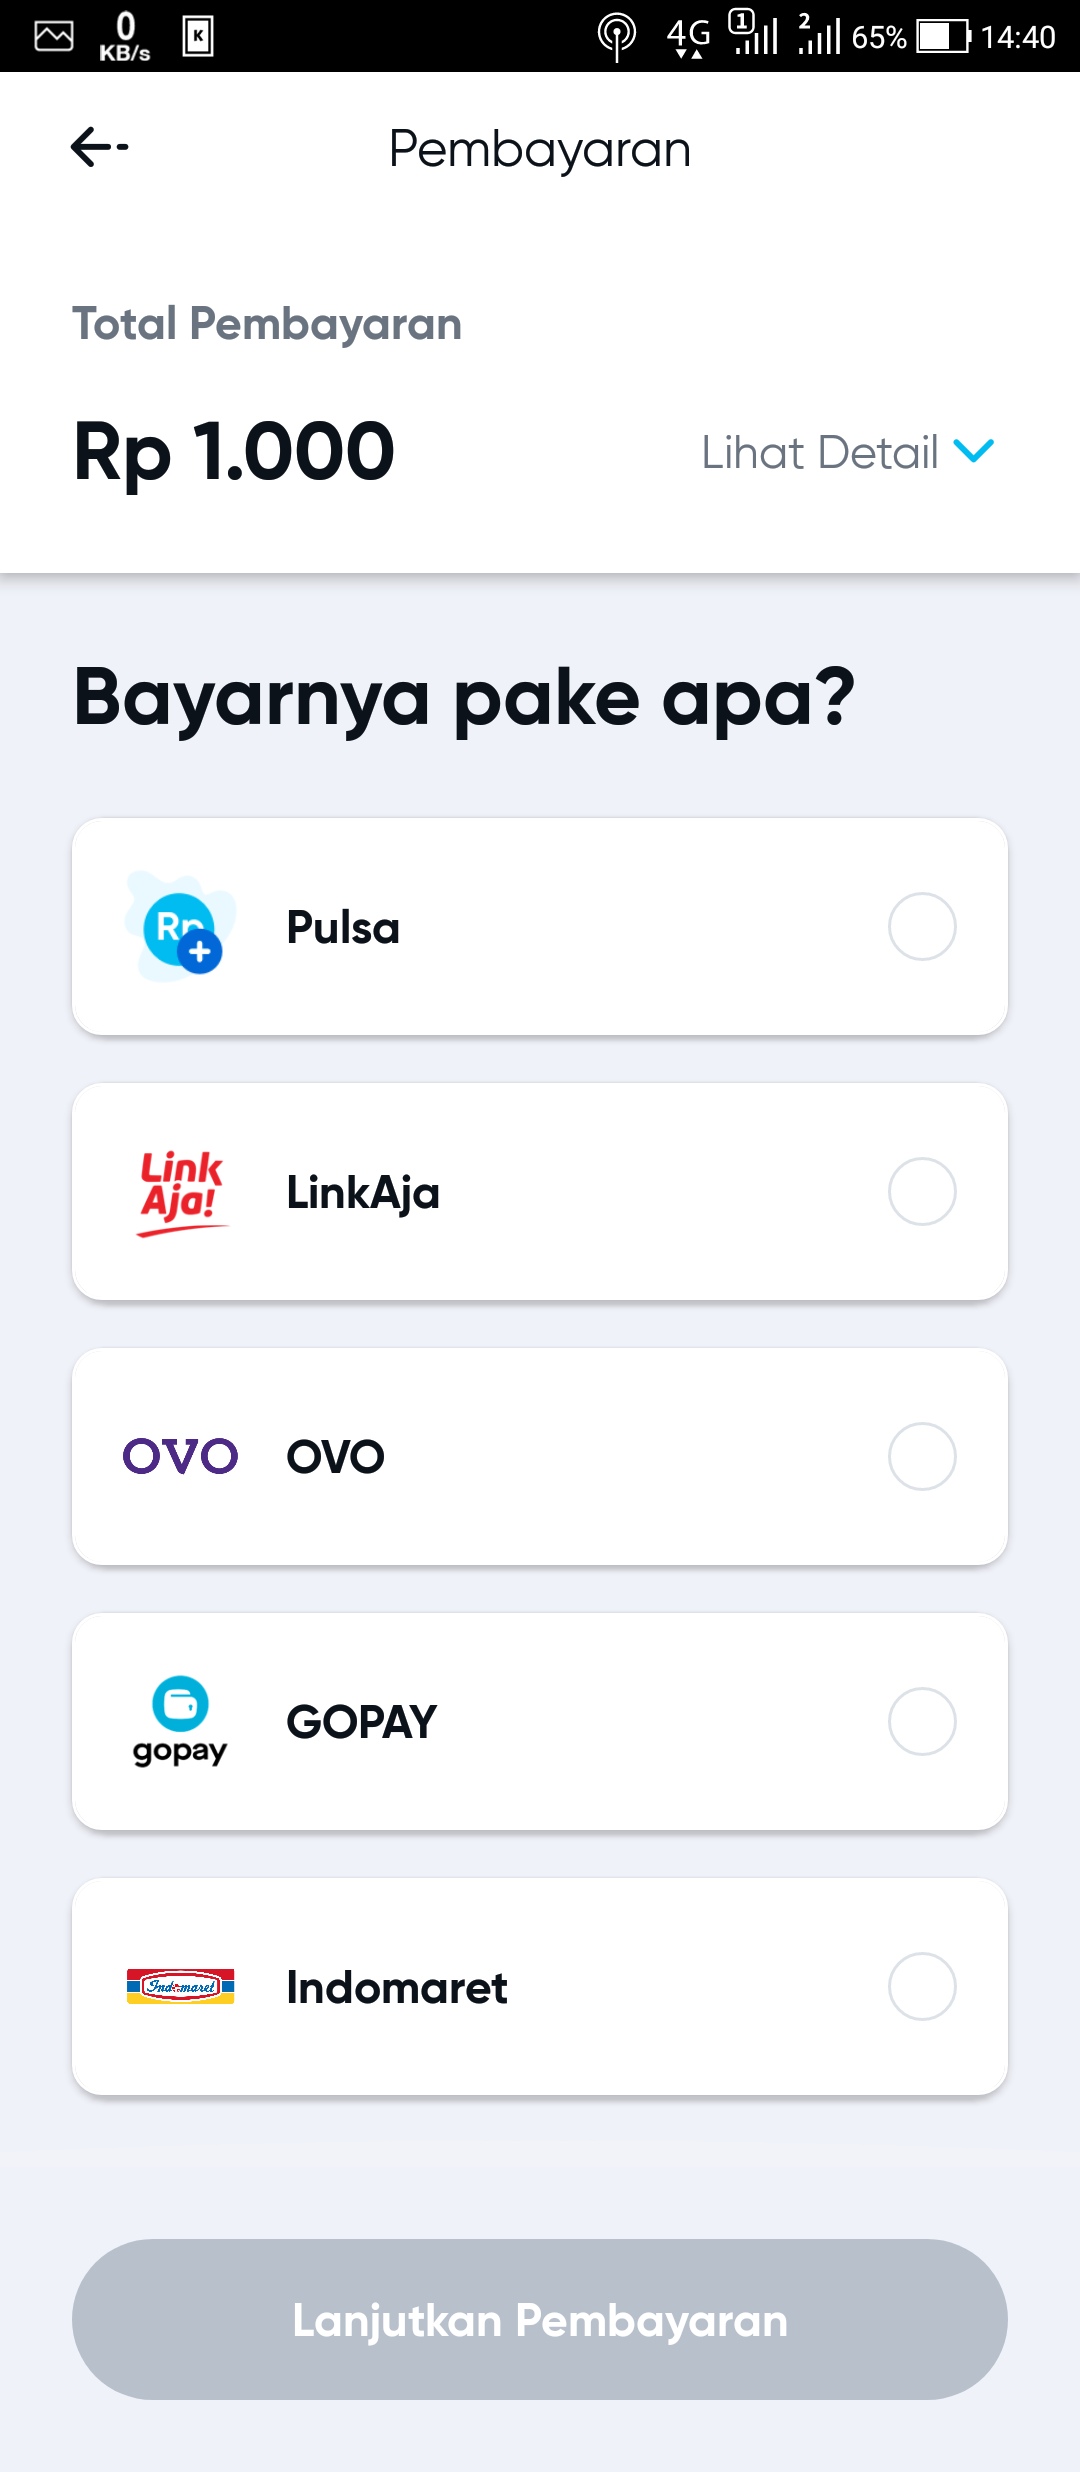 0
KB/s
K
4G
1
2
65%
14:40
Pembayaran
Total Pembayaran
Rp 1.000
Lihat Detail
Bayarnya pake apa?
Rp
Pulsa
Link
Aja!
LinkAja
OVO
OVO
gopay
GOPAY
Indomaret
Indomaret
Lanjutkan Pembayaran